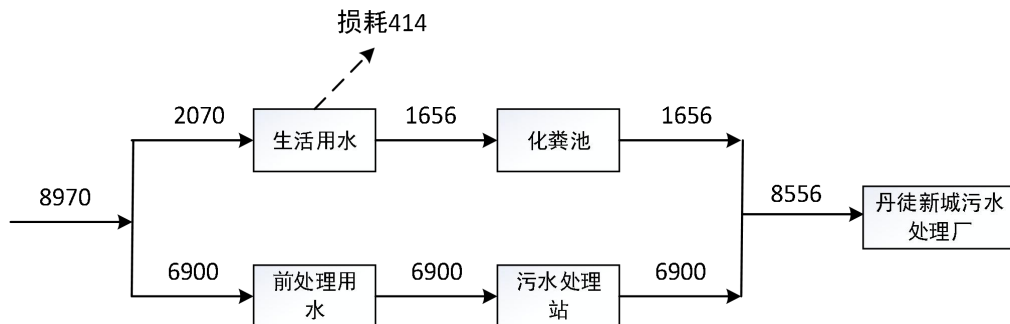 损耗414
2070
生活用水
1656
化粪池
1656
8970
8556
丹徒新城污水
处理厂
6900
前处理用
水
6900
污水处理
站
6900